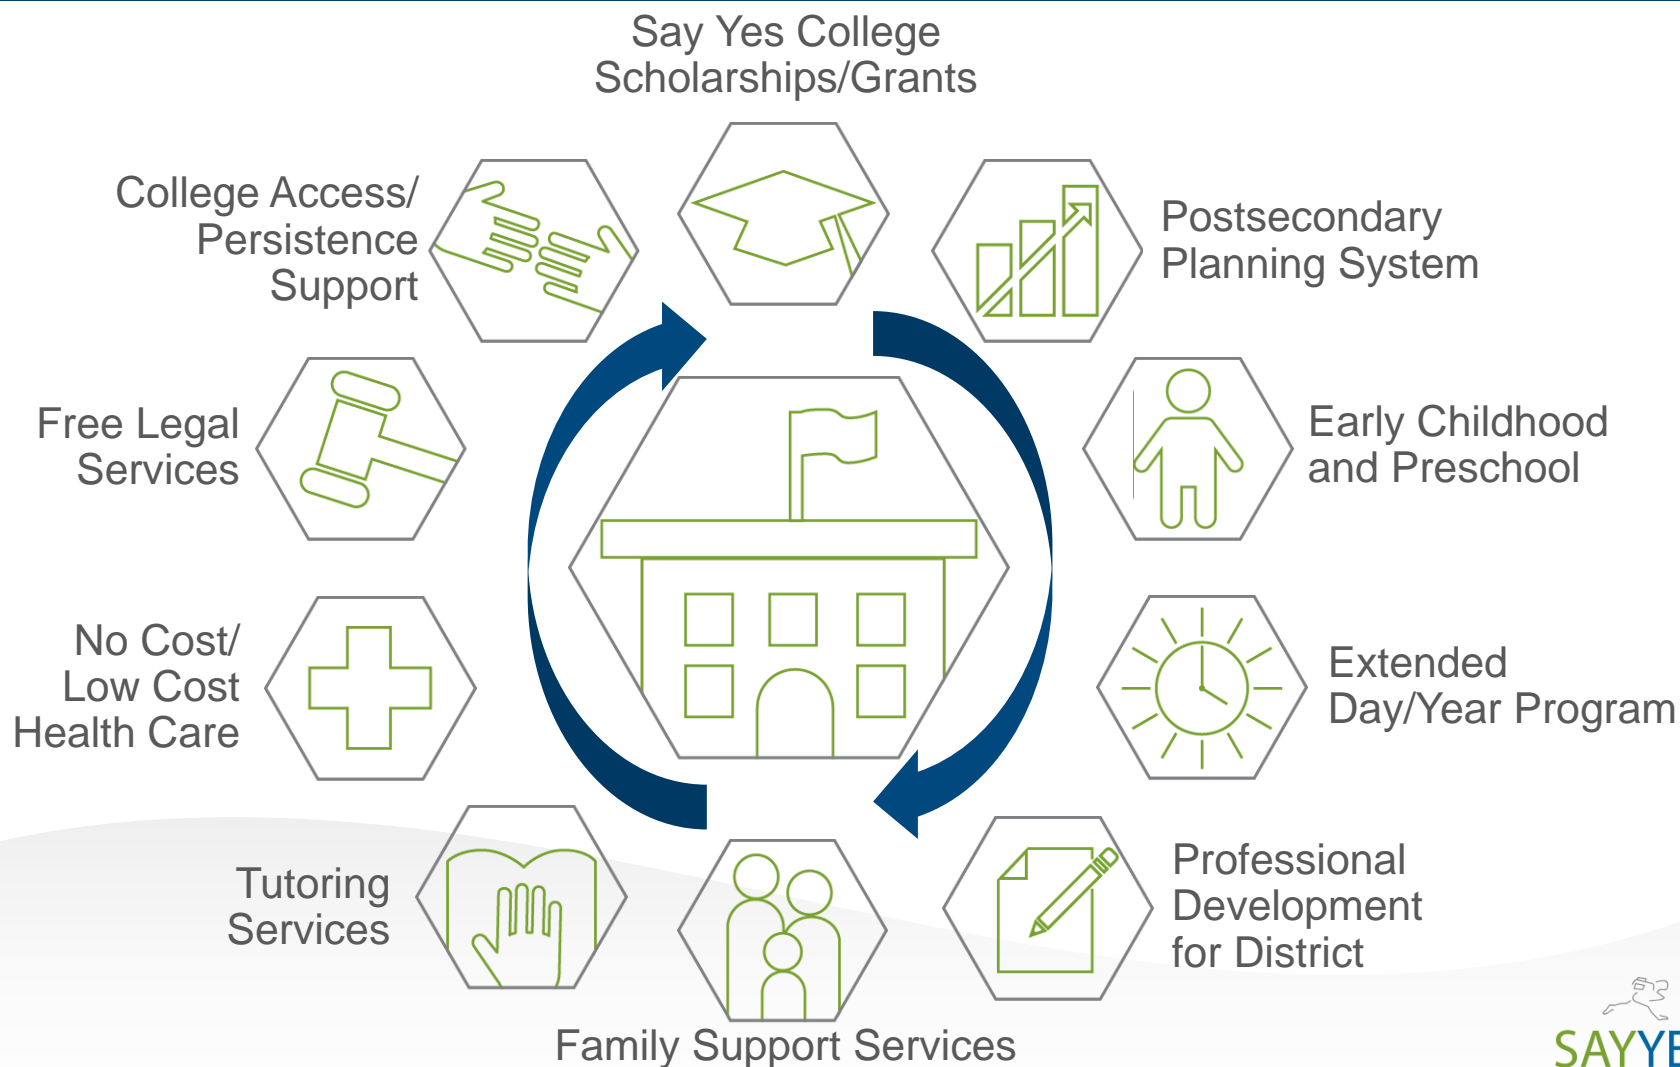 Say Yes College
Scholarships/Grants
Postsecondary
Planning System
Early Childhood
and Preschool
Extended
Day/Year Program
Professional
Development
for District
Family Support Services
Tutoring
Services
No Cost/
Low Cost
Health Care
Free Legal
Services
College Access/
Persistence
Support